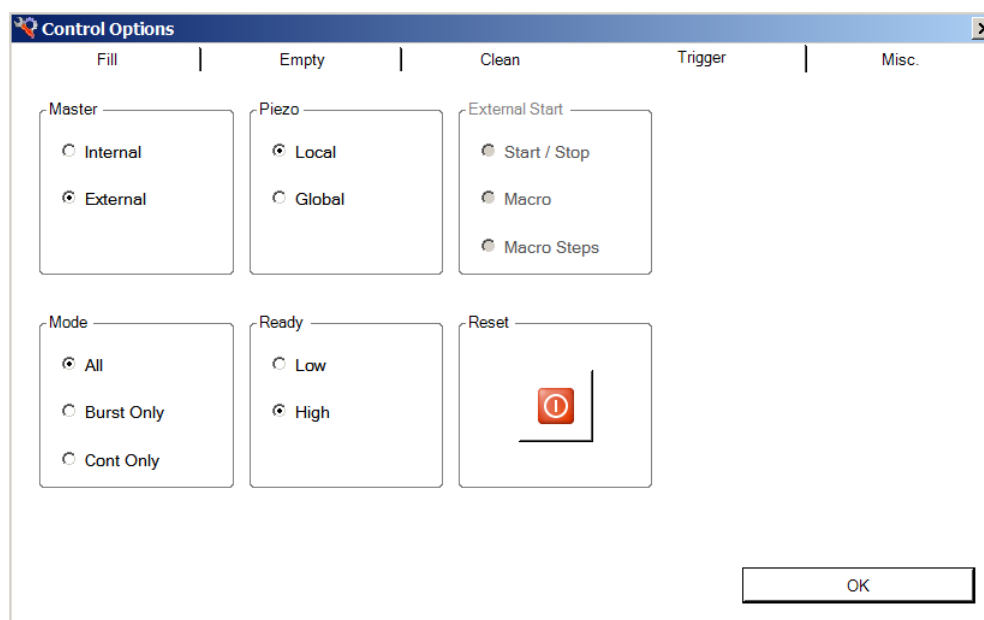 Control Options
Fill Empty Clean Trigger Misc.
Master Piezo External Start
Internal Local Start / Stop
External Global Macro
Macro Steps
Mode Ready Reset
All Low
Burst Only High
Cont Only
OK